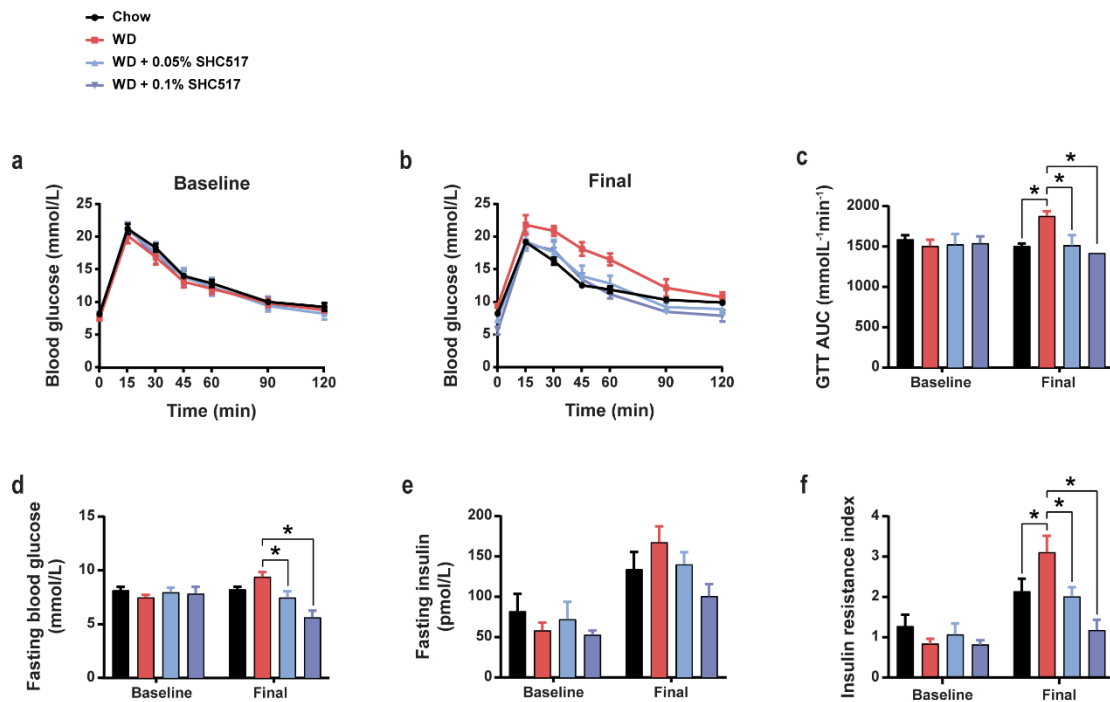 Chow
WD
WD + 0.05% SHC517
WD + 0.1% SHC517
a
Baseline
Blood glucose (mmol/L)
25
20
15
10
5
0
0 15 30 45 60 90 120
Time (min)
b
Final
Blood glucose (mmol/L)
25
20
15
10
5
0
0 15 30 45 60 90 120
Time (min)
c
GTT AUC (mmolL⁻¹min⁻¹)
2000
1500
1000
500
0
* * *
Baseline Final
d
Fasting blood glucose
(mmol/L)
15
10
5
0
* *
Baseline Final
e
Fasting insulin
(pmol/L)
200
150
100
50
0
Baseline Final
f
Insulin resistance index
4
3
2
1
0
* * *
Baseline Final